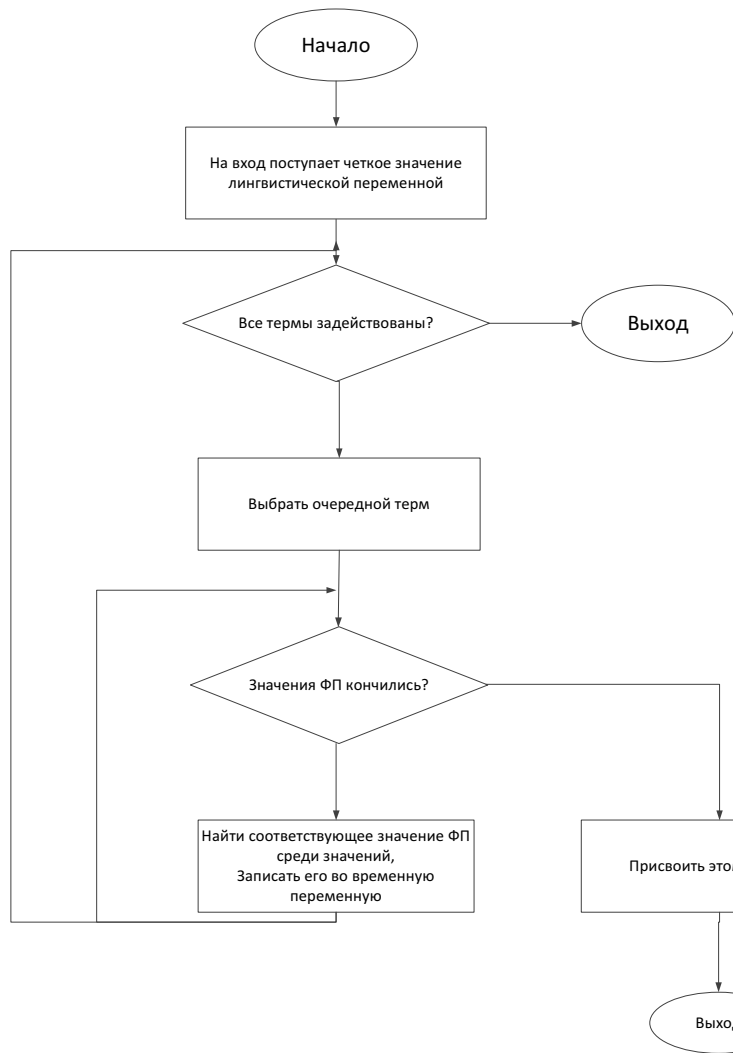 Начало
На вход поступает четкое значение
лингвистической переменной
Все термы задействованы?
Выход
Выбрать очередной терм
Значения ФП кончились?
Найти соответствующее значение ФП
среди значений,
Записать его во временную
переменную
Присвоить